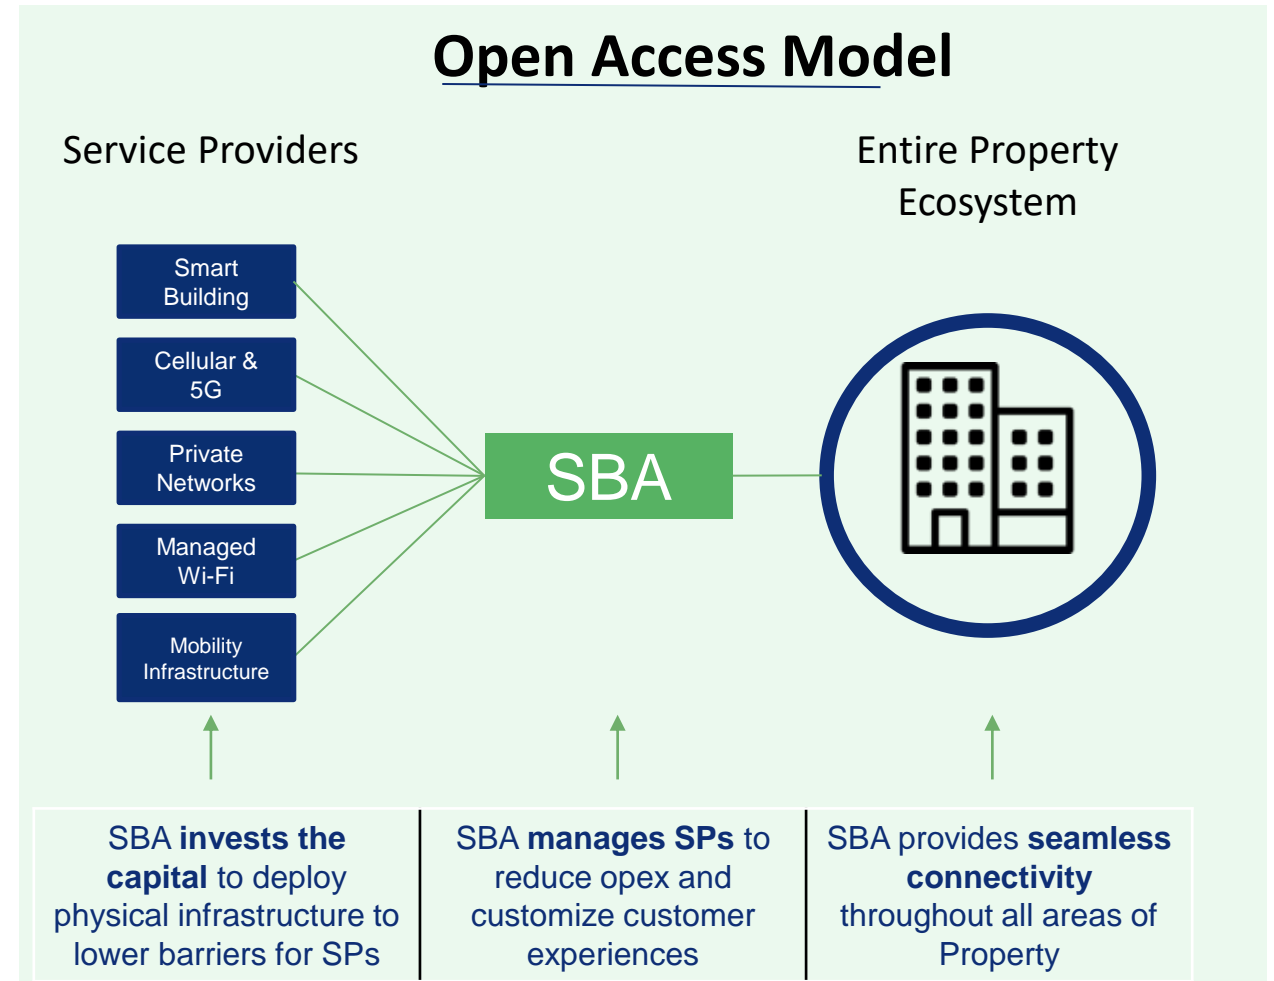 Open Access Model
Service Providers
Entire Property
Ecosystem
Smart
Building
Cellular &
5G
Private
Networks
Managed
Wi-Fi
Mobility
Infrastructure
SBA
SBA invests the
capital to deploy
physical infrastructure to
lower barriers for SPs
SBA manages SPs to
reduce opex and
customize customer
experiences
SBA provides seamless
connectivity
throughout all areas of
Property